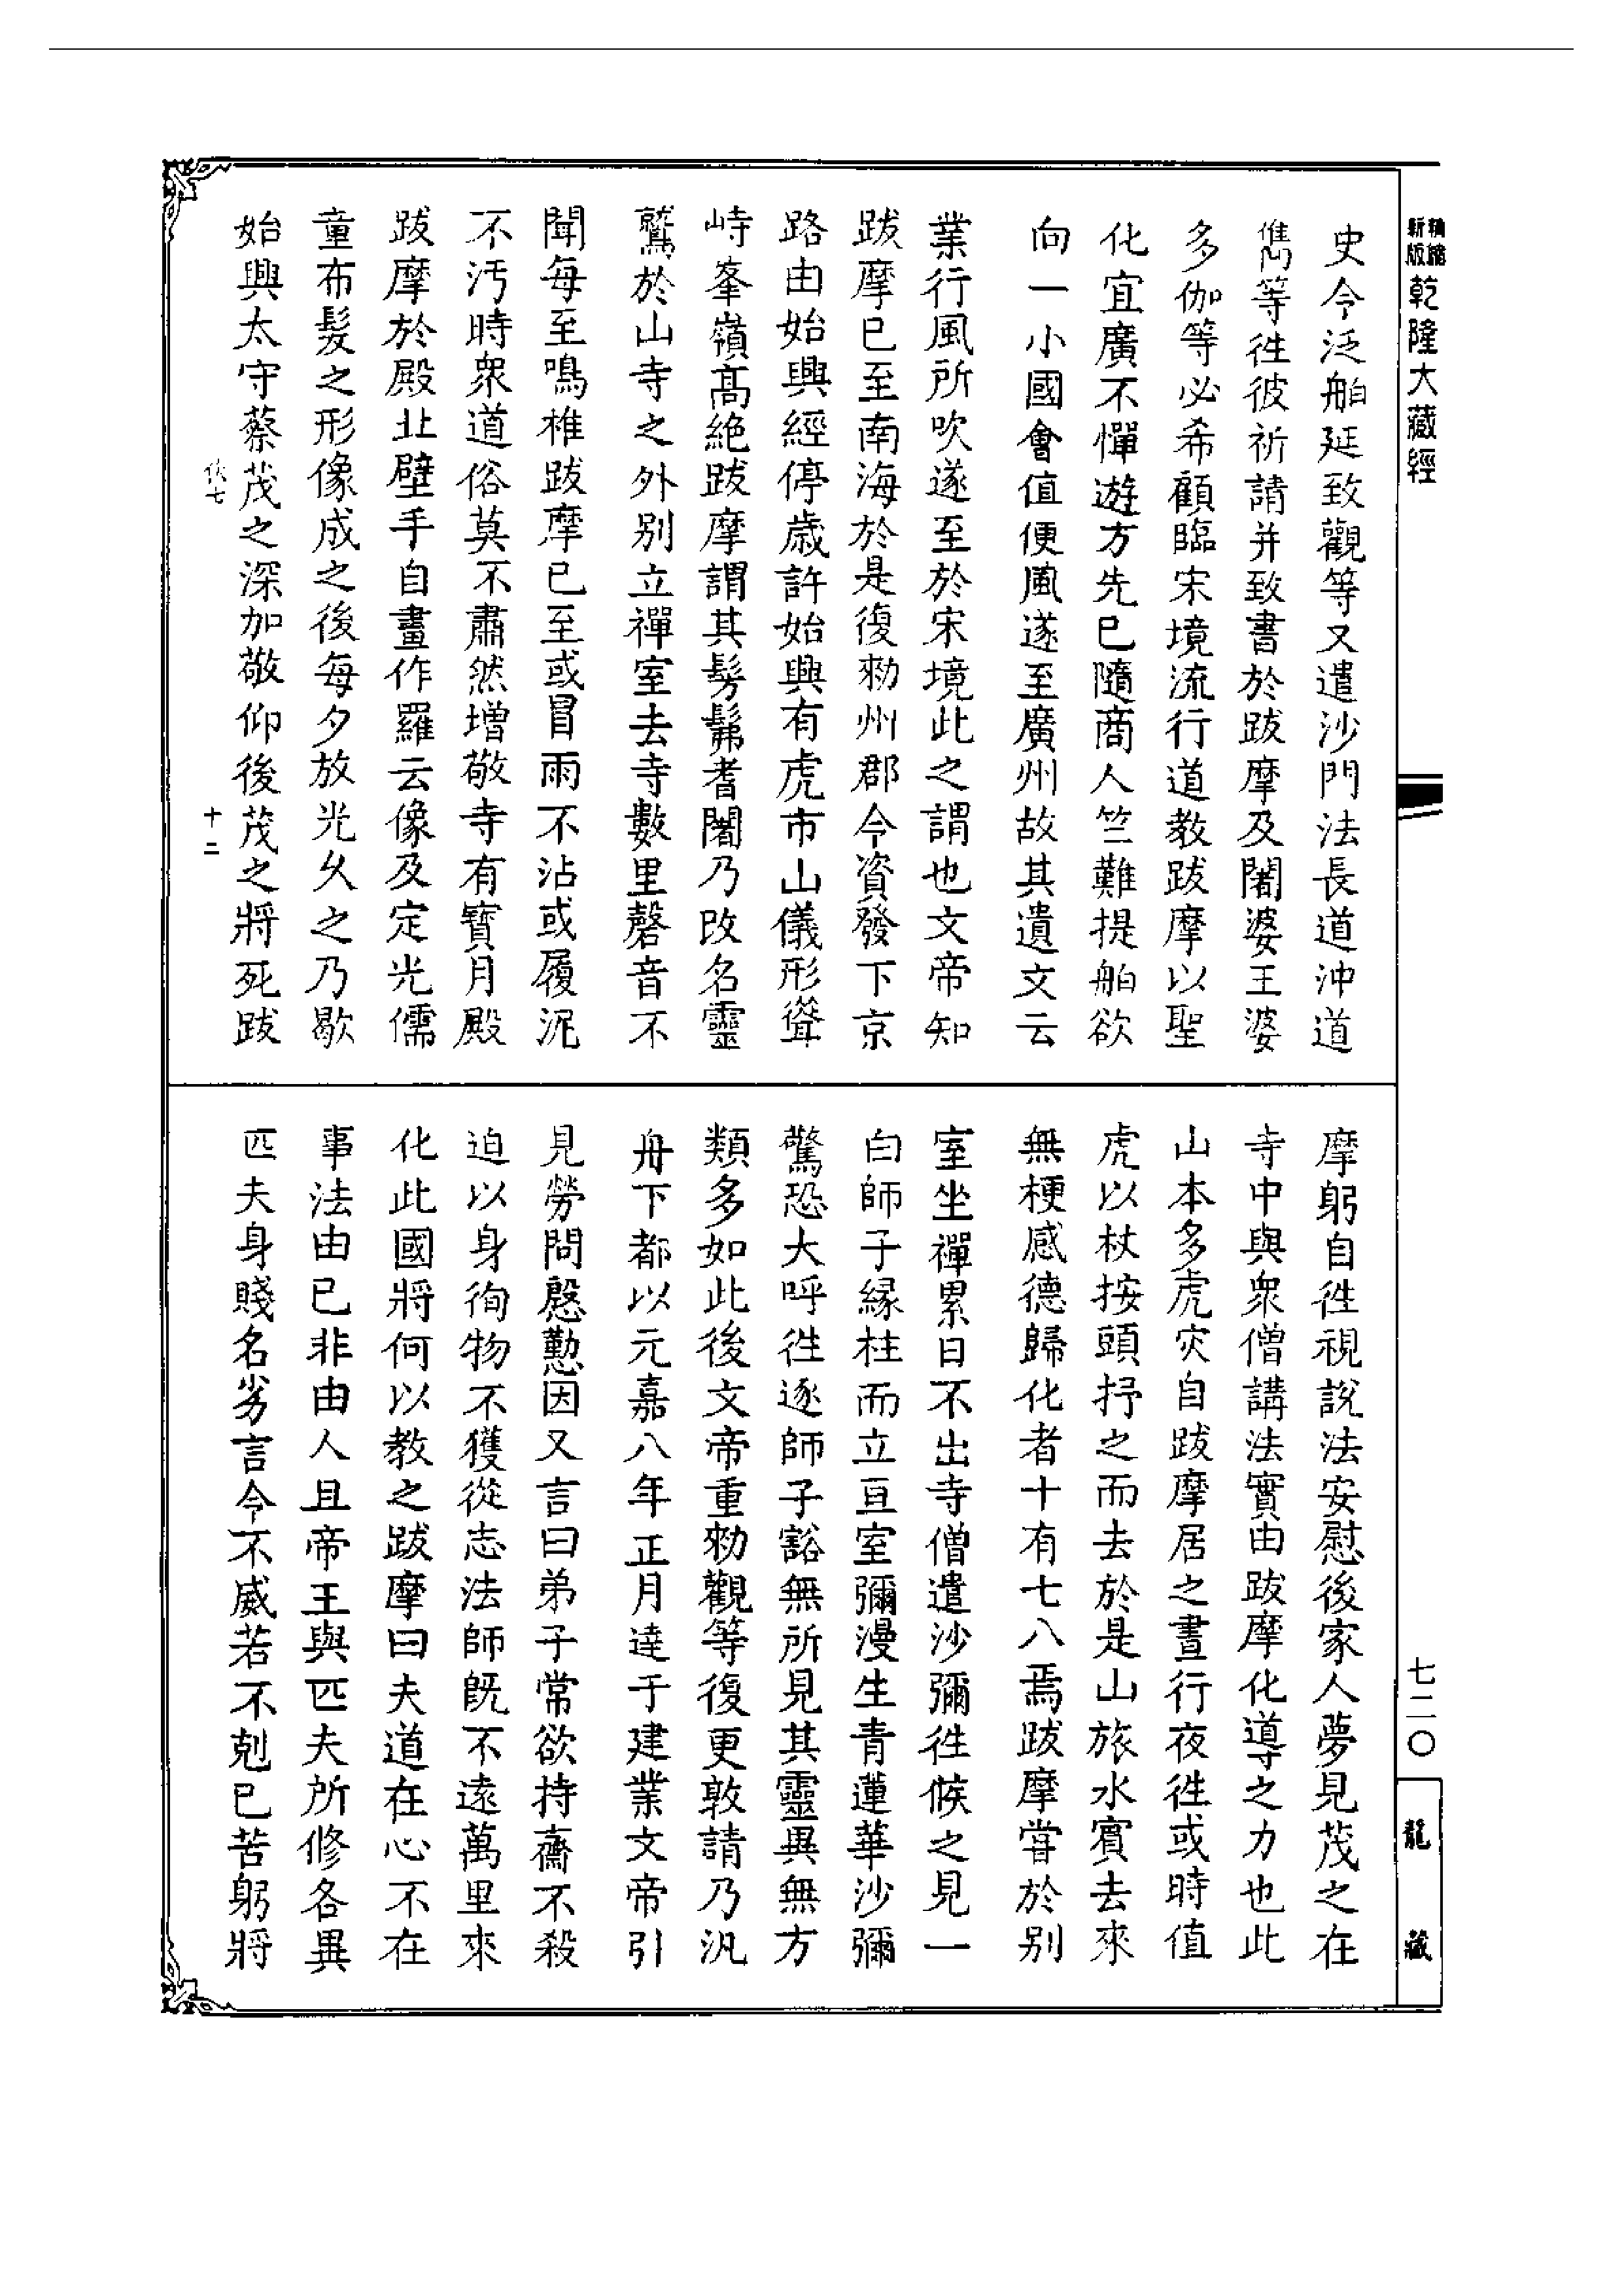 新版精縮乾隆大藏經
史令泛舶延致觀等又遣沙門法長道沖道
儁等徃彼祈請并致書於跋摩及闍婆王婆
多伽等必希顧臨宋境流行道教跋摩以聖
化宜廣不憚遊方先已隨商人竺難提舶欲
向一小國會值便風遂至廣州故其遺文云
業行風所吹遂至於宋境此之謂也文帝知
跋摩已至南海於是復勑州郡令資發下京
路由始興經停歲許始興有虎市山儀形聳
峙峯嶺高絶跋摩謂其髣髴耆闍乃改名靈
鷲於山寺之外別立禪室去寺數里磬音不
聞每至鳴椎跋摩已至或冒雨不沾或履泥
不汚時衆道俗莫不肅然增敬寺有寳月殿
跋摩於殿北壁手自畫作羅云像及定光儒
童布髮之形像成之後每夕放光乆之乃歇
始興太守蔡茂之深加敬仰後茂之將死跋
十二
摩躬自徃視說法安慰後家人夢見茂之在
寺中與衆僧講法實由跋摩化導之力也此
山本多虎灾自跋摩居之晝行夜徃或時值
虎以杖按頭抒之而去於是山旅水賓去來
無梗感德歸化者十有七八焉跋摩甞於別
室坐禪累日不出寺僧遣沙彌徃候之見一
白師子緣柱而立亘室彌漫生青蓮華沙彌
驚恐大呼徃逐師子豁無所見其靈異無方
類多如此後文帝重勑觀等復更敦請乃汎
舟下都以元嘉八年正月達于建業文帝引
見勞問慇懃因又言曰弟子常欲持齋不殺
迫以身徇物不獲從志法師旣不遠萬里來
化此國將何以教之跋摩曰夫道在心不在
事法由已非由人且帝王與匹夫所修各異
匹夫身賤名劣言令不威若不剋已苦躬將
七二〇
龍藏